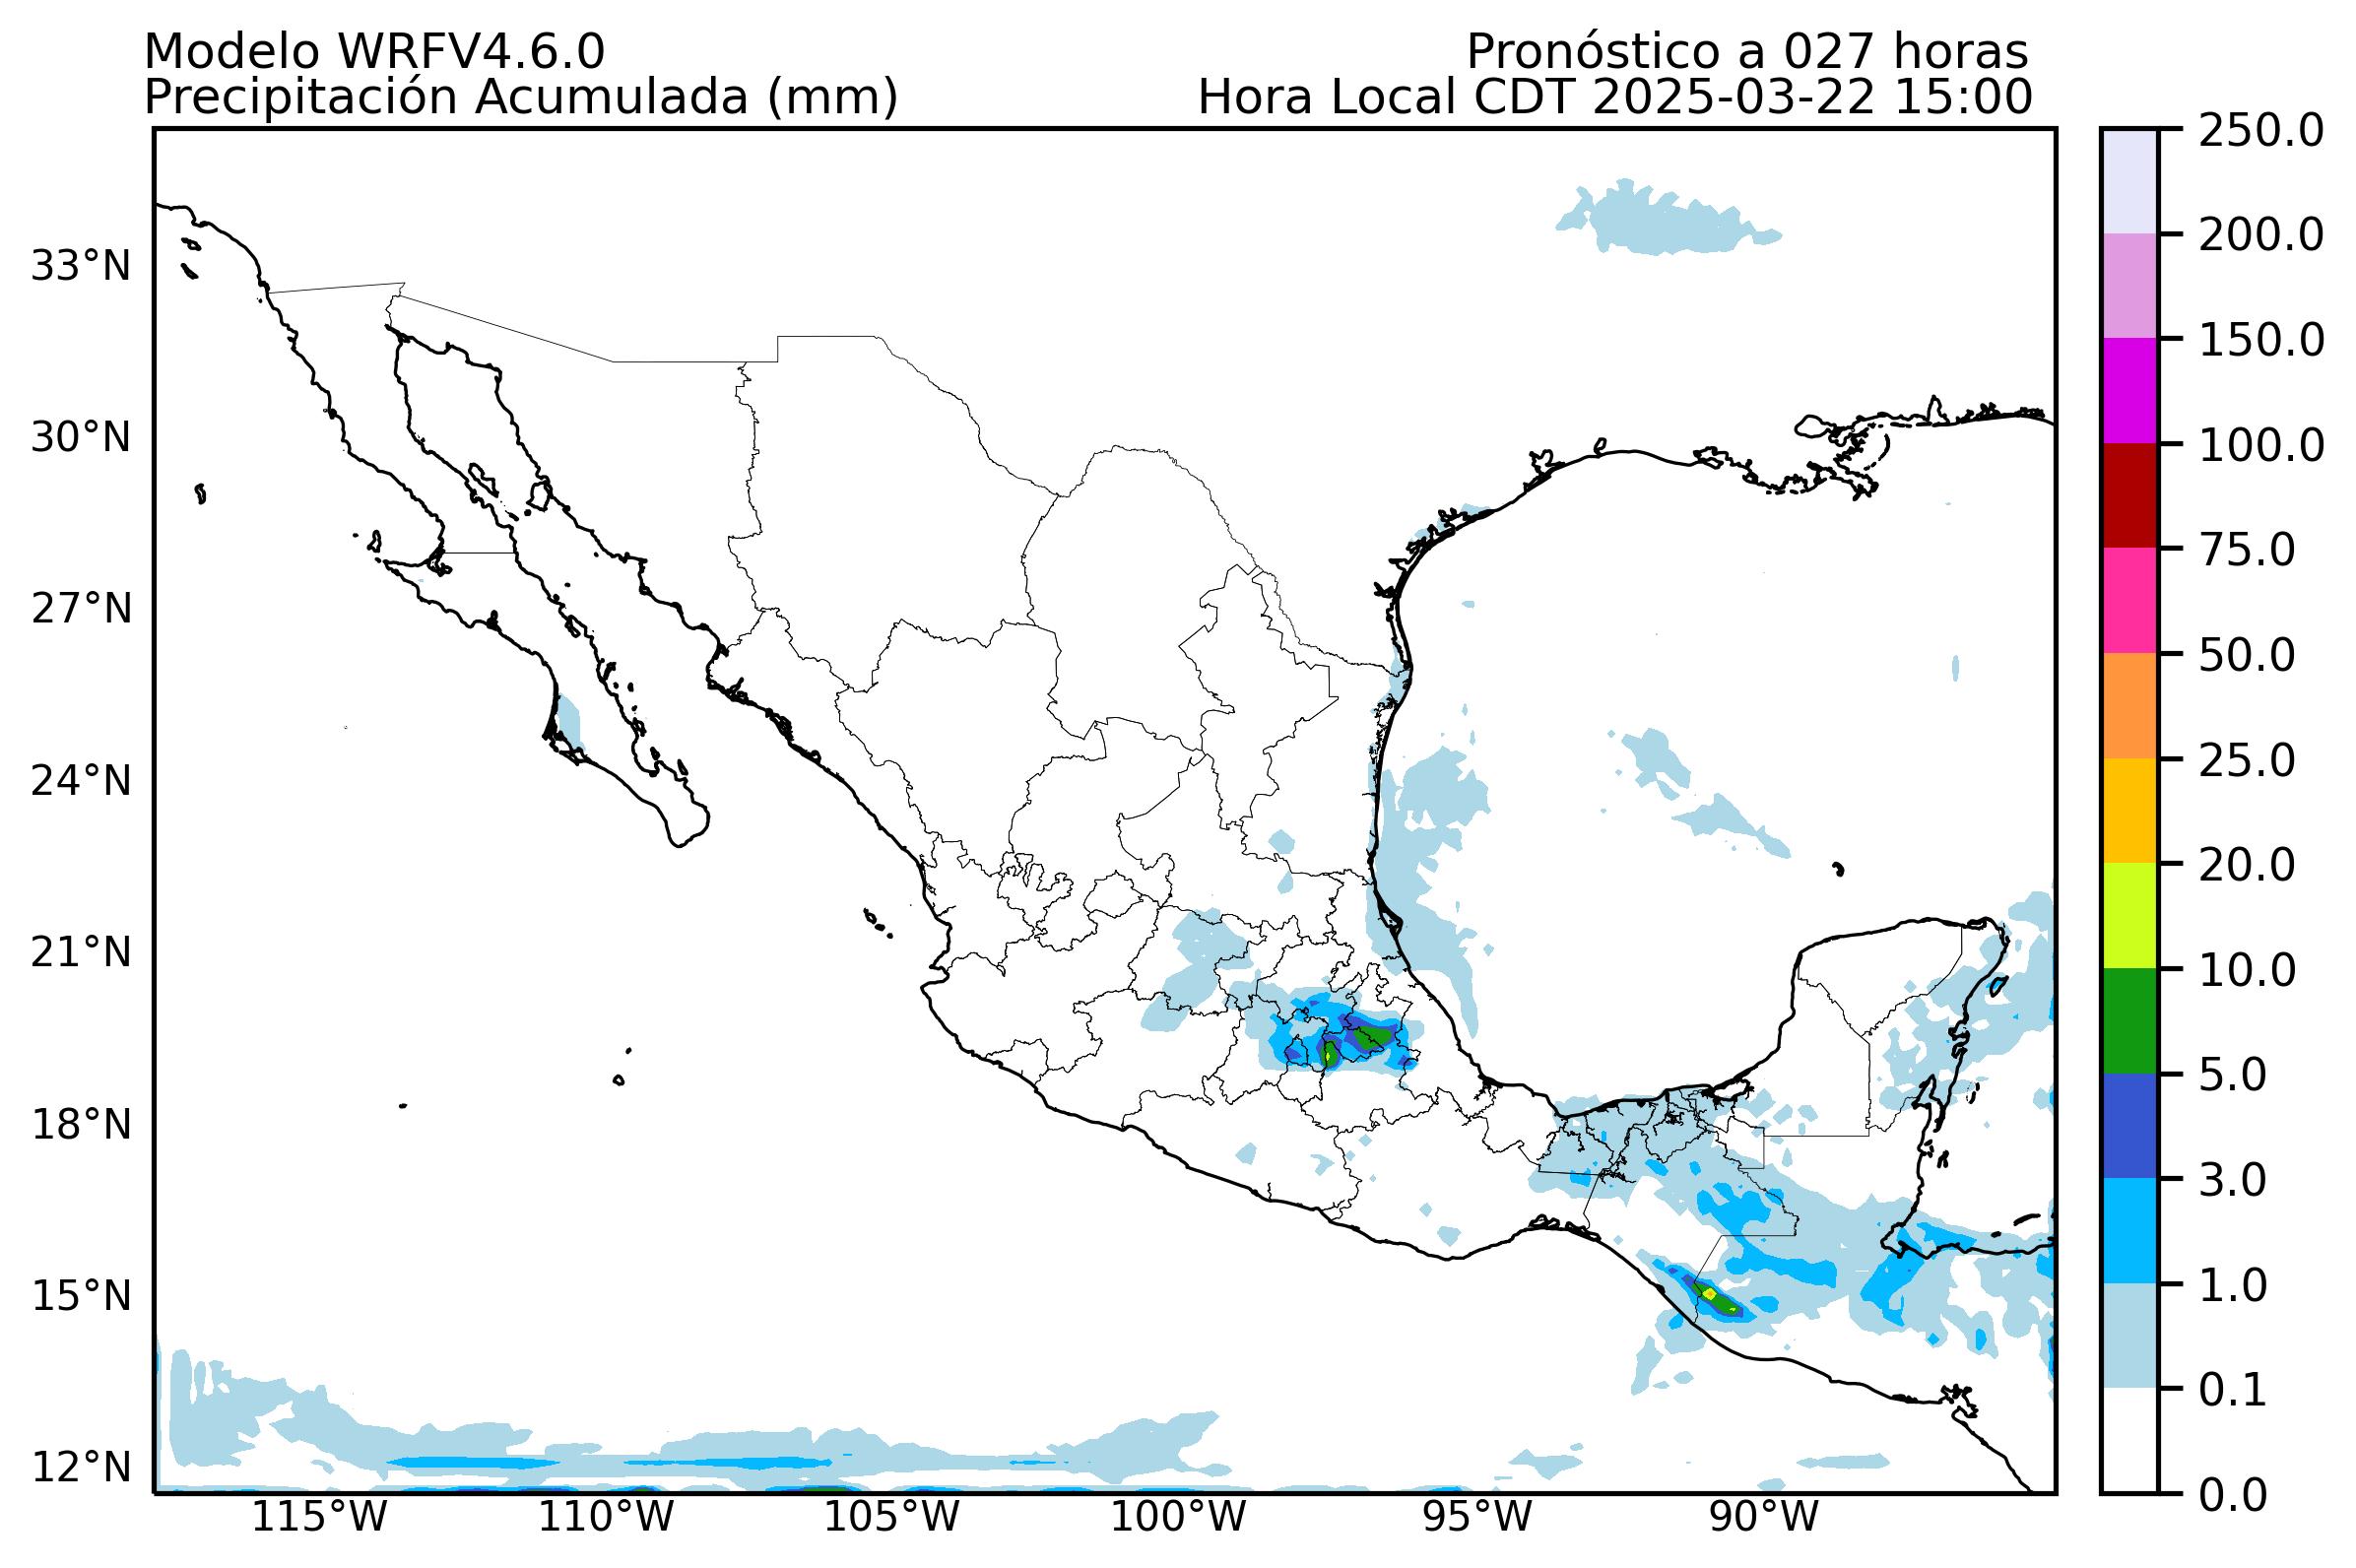 Modelo WRFV4.6.0
Pronóstico a 027 horas
Precipitación Acumulada (mm)
Hora Local CDT 2025-03-22 15:00
33°N
30°N
27°N
24°N
21°N
18°N
15°N
12°N
115°W
110°W
105°W
100°W
95°W
90°W
250.0
200.0
150.0
100.0
75.0
50.0
25.0
20.0
10.0
5.0
3.0
1.0
0.1
0.0